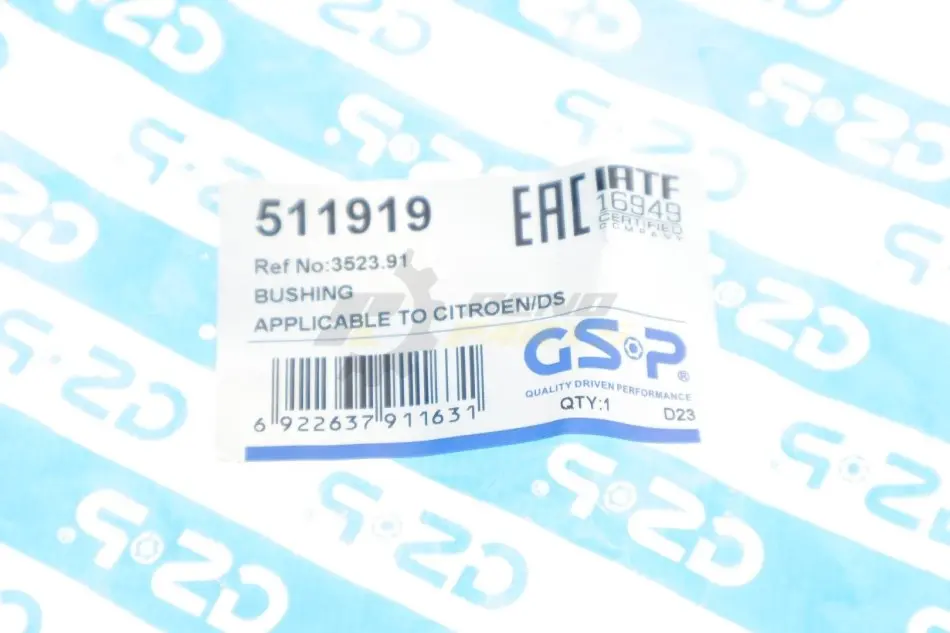 511919
EAC
IATF
16949
CERTIFIED
COMPANY
Ref No:3523.91
BUSHING
APPLICABLE TO CITROEN/DS
GSP®
QUALITY DRIVEN PERFORMANCE
QTY:1
D23
6 922637 911631